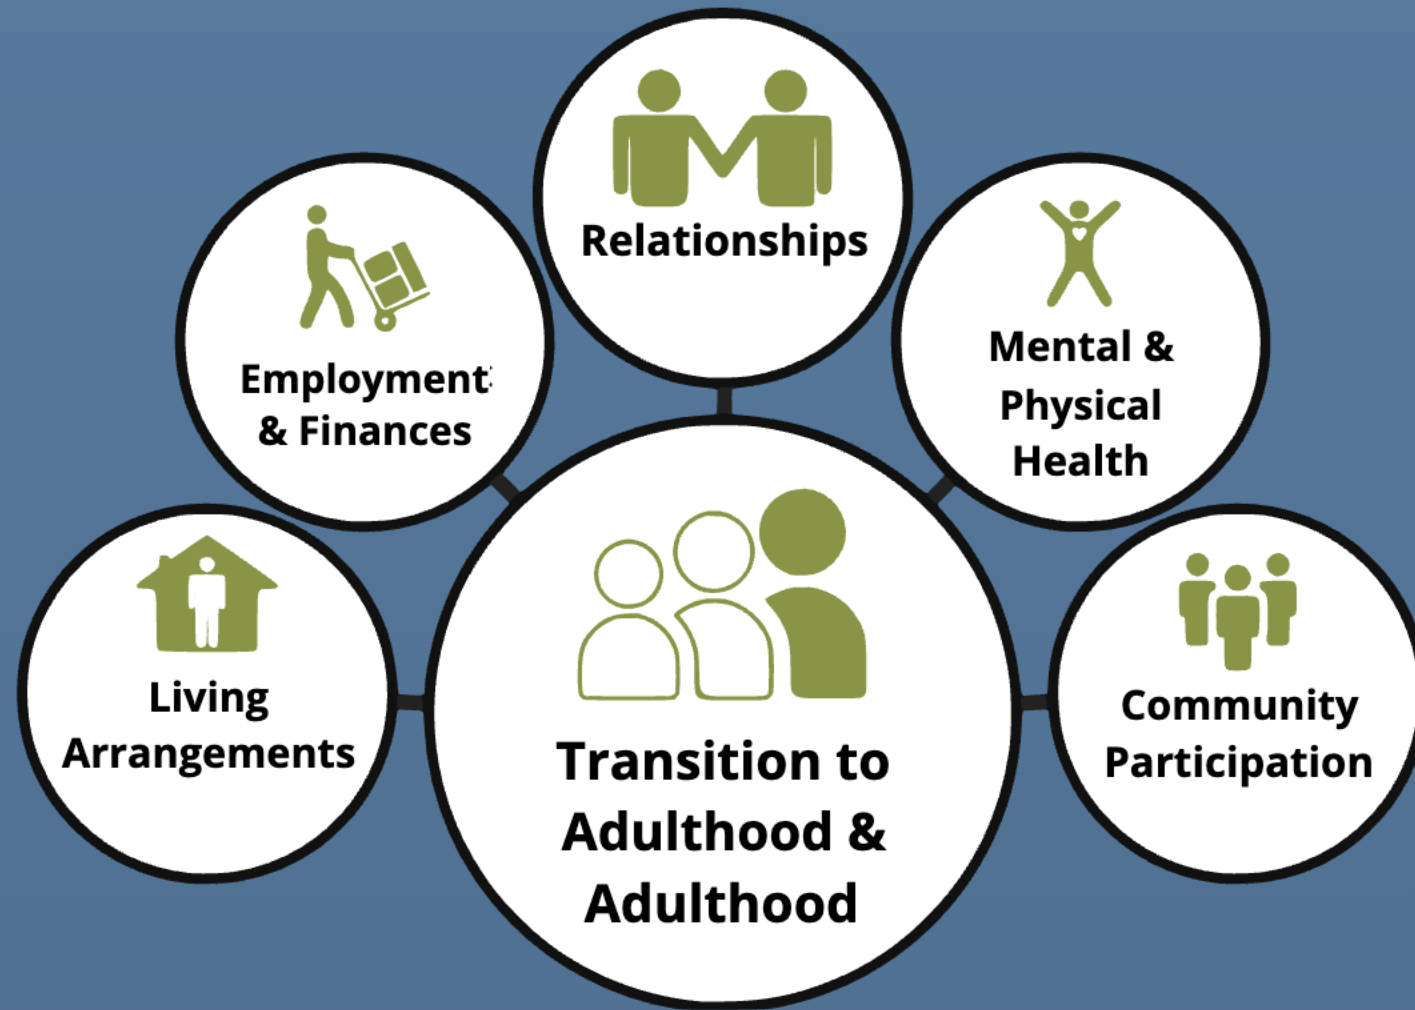 Relationships
Employment
& Finances
Mental &
Physical
Health
Living
Arrangements
Community
Participation
Transition to
Adulthood &
Adulthood